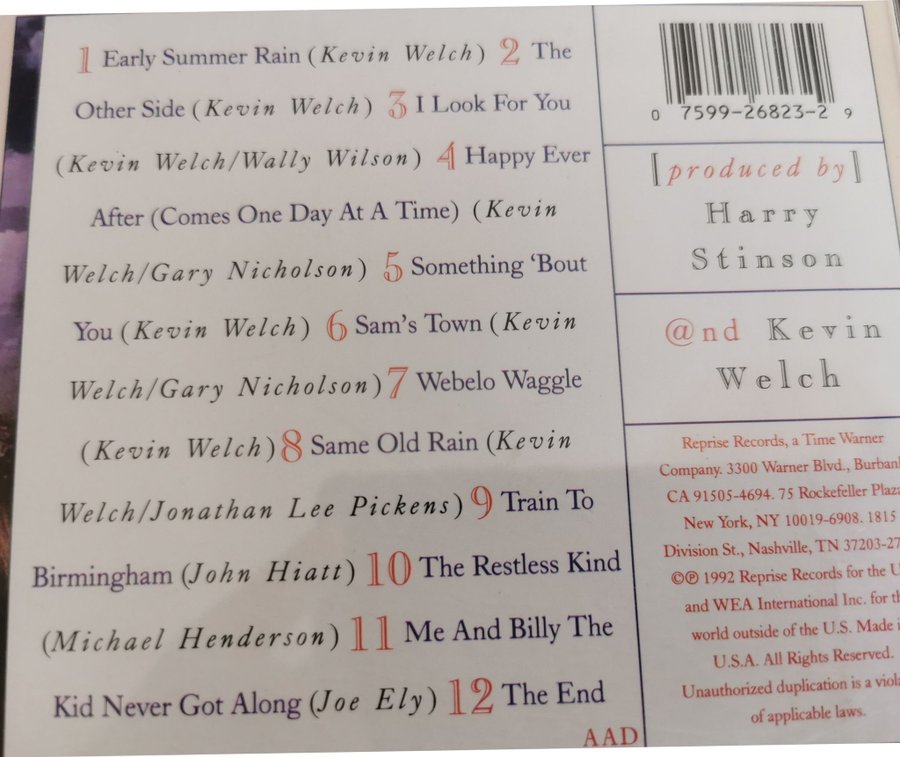 1 Early Summer Rain (Kevin Welch) 2 The
Other Side (Kevin Welch) 3 I Look For You
(Kevin Welch/Wally Wilson) 4 Happy Ever
After (Comes One Day At A Time) (Kevin
Welch/Gary Nicholson) 5 Something ‘Bout
You (Kevin Welch) 6 Sam's Town (Kevin
Welch/Gary Nicholson) 7 Webelo Waggle
(Kevin Welch) 8 Same Old Rain (Kevin
Welch/Jonathan Lee Pickens) 9 Train To
Birmingham (John Hiatt) 10 The Restless Kind
(Michael Henderson) 11 Me And Billy The
Kid Never Got Along (Joe Ely) 12 The End
AAD
0 7599-26823-2 9
[produced by]
Harry
Stinson
@nd Kevin
Welch
Reprise Records, a Time Warner
Company. 3300 Warner Blvd., Burban
CA 91505-4694. 75 Rockefeller Plaz
New York, NY 10019-6908. 1815
Division St., Nashville, TN 37203-27
©℗ 1992 Reprise Records for the U
and WEA International Inc. for th
world outside of the U.S. Made i
U.S.A. All Rights Reserved.
Unauthorized duplication is a viol
of applicable laws.